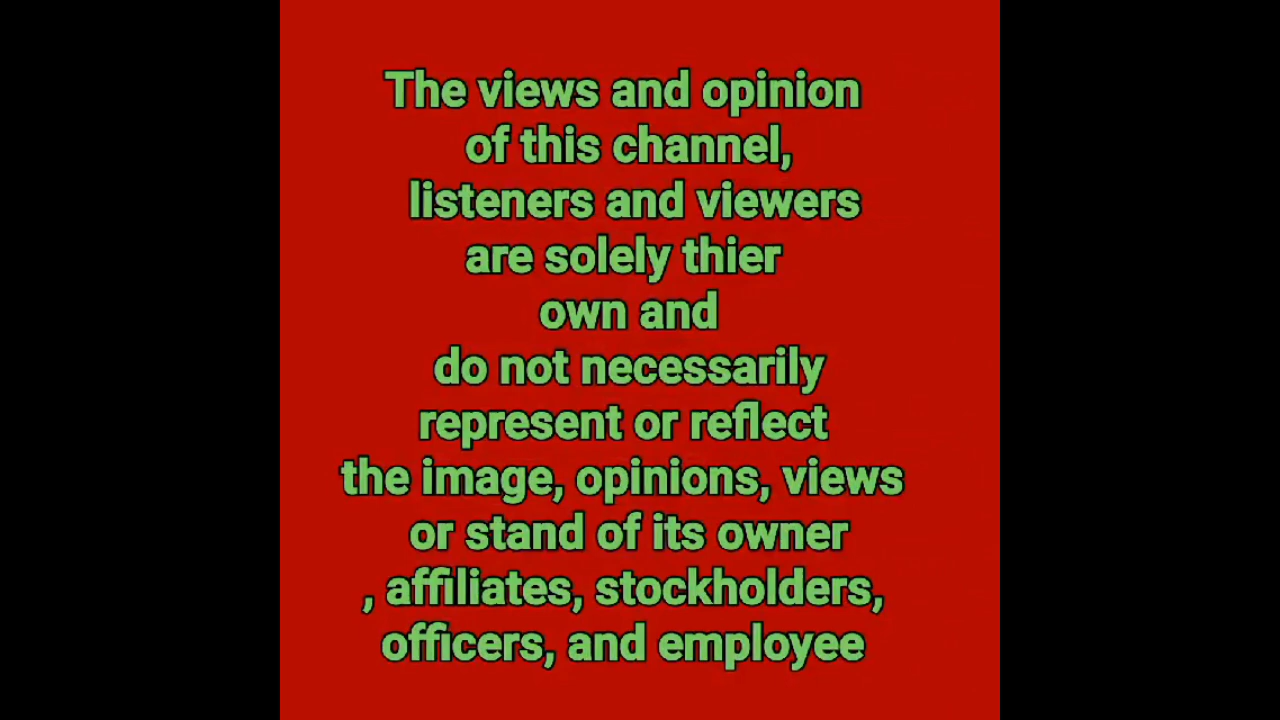 The views and opinion
of this channel,
listeners and viewers
are solely thier
own and
do not necessarily
represent or reflect
the image, opinions, views
or stand of its owner
, affiliates, stockholders,
officers, and employee